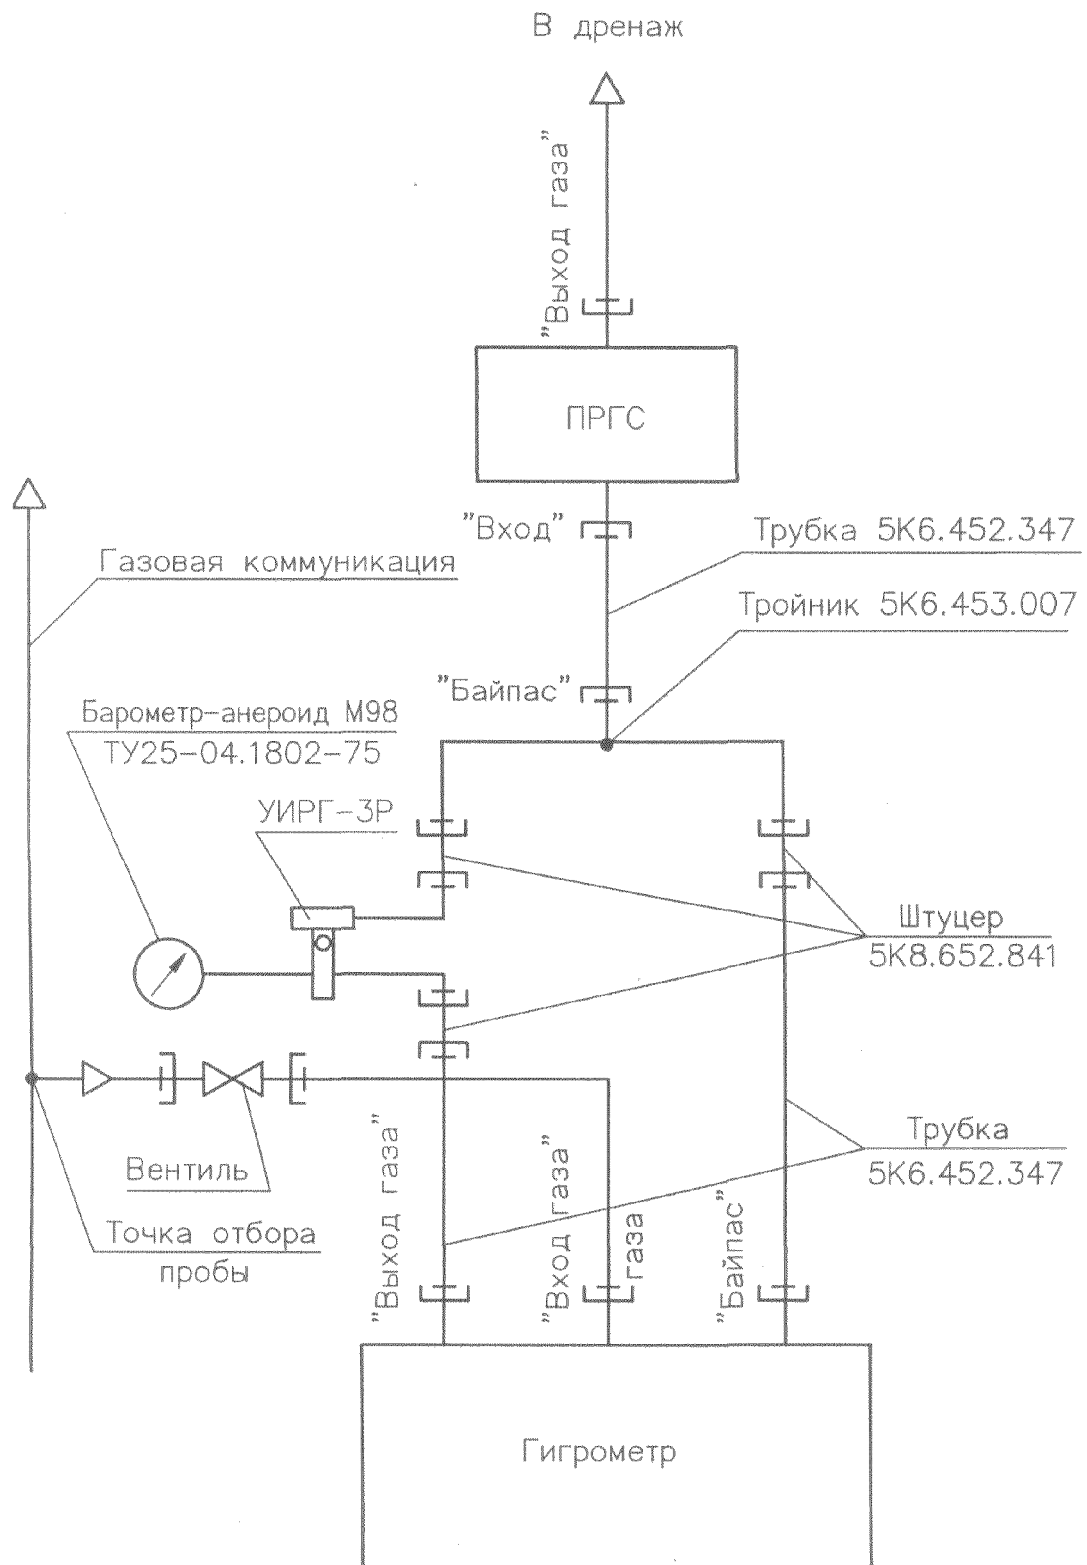 В дренаж
"Выход газа"
ПРГС
"Вход"
Трубка 5К6.452.347
Газовая коммуникация
Тройник 5К6.453.007
"Байпас"
Барометр-анероид М98
ТУ25-04.1802-75
УИРГ-3Р
Штуцер
5К8.652.841
Вентиль
Точка отбора
пробы
"Выход газа"
"Вход газа"
газа
"Байпас"
Трубка
5К6.452.347
Гигрометр